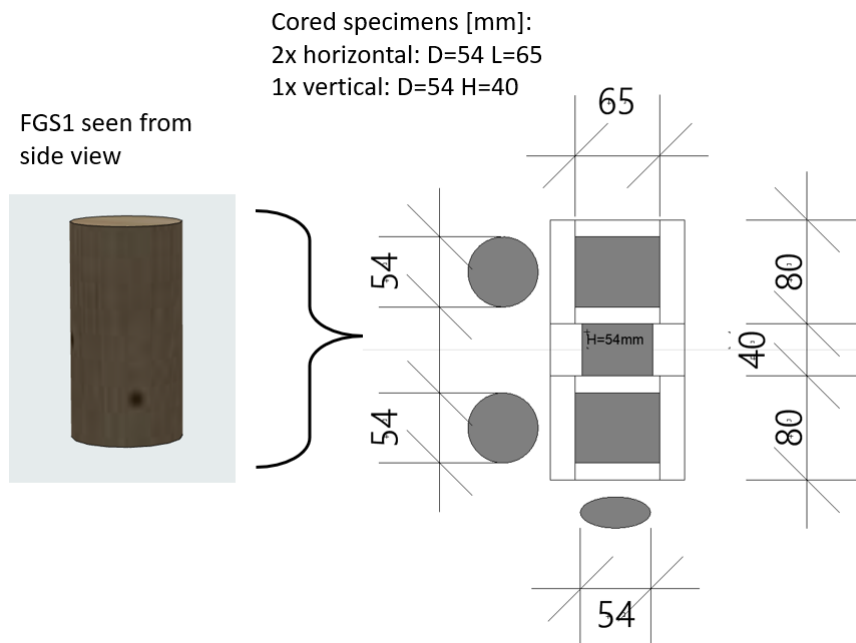 Cored specimens [mm]:
2x horizontal: D=54 L=65
1x vertical: D=54 H=40
FGS1 seen from
side view
65
54
80
H=54mm
40
54
80
54